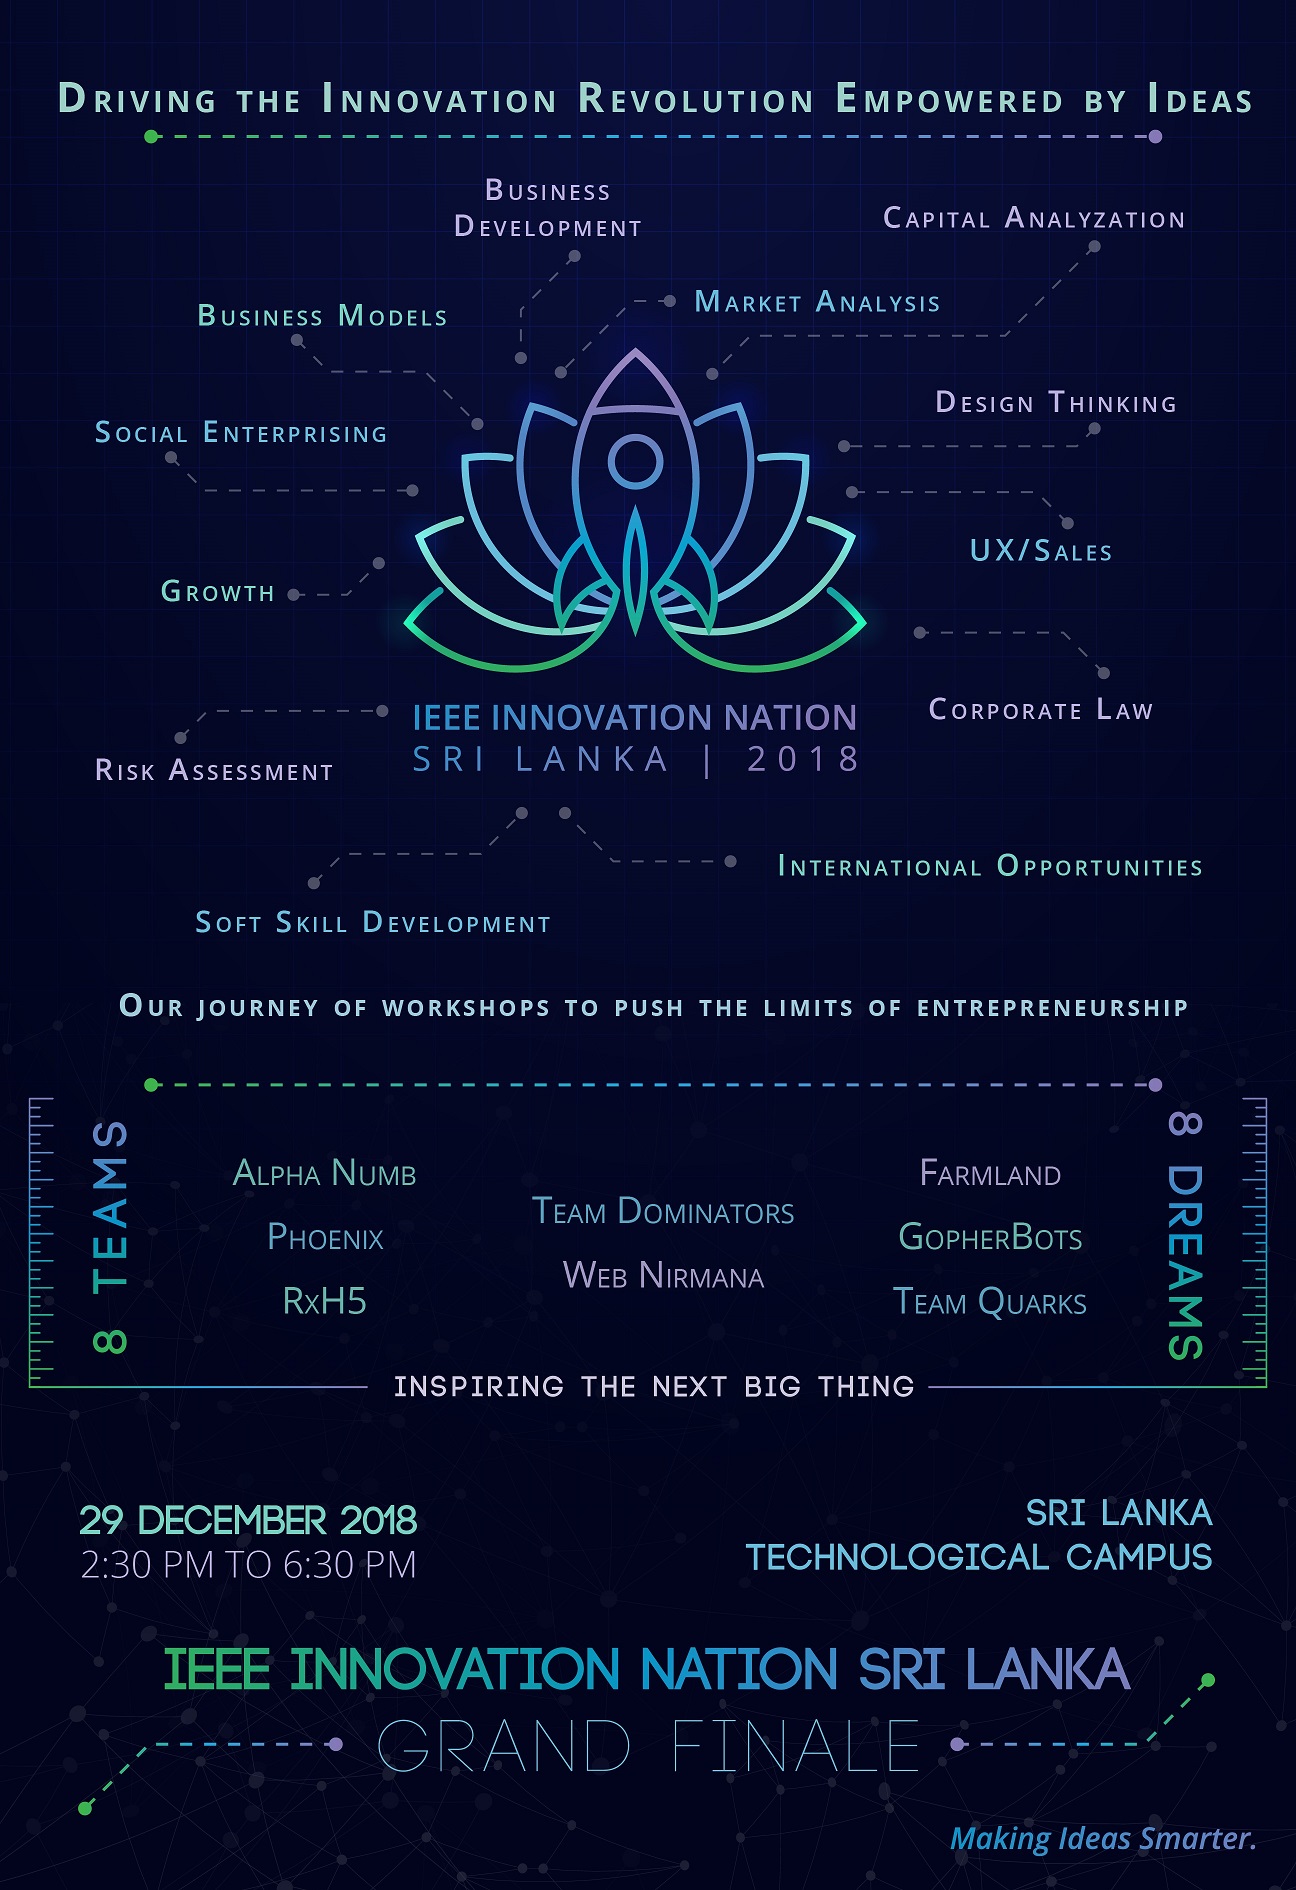 Driving the Innovation Revolution Empowered by Ideas
Business
Development
Capital Analyzation
Business Models
Market Analysis
Design Thinking
Social Enterprising
UX/Sales
Growth
Corporate Law
IEEE INNOVATION NATION
SRI LANKA | 2018
Risk Assessment
International Opportunities
Soft Skill Development
Our journey of workshops to push the limits of entrepreneurship
8 TEAMS
Alpha Numb
Phoenix
RxH5
Team Dominators
Web Nirmana
Farmland
GopherBots
Team Quarks
8 DREAMS
INSPIRING THE NEXT BIG THING
29 DECEMBER 2018
2:30 PM TO 6:30 PM
SRI LANKA
TECHNOLOGICAL CAMPUS
IEEE INNOVATION NATION SRI LANKA
GRAND FINALE
Making Ideas Smarter.